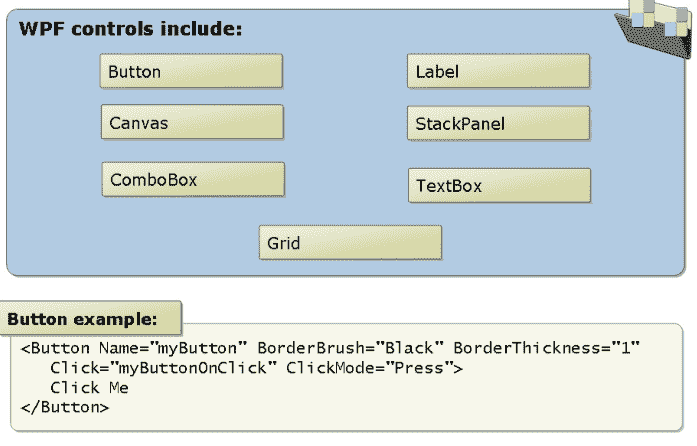 WPF controls include:
Button
Label
Canvas
StackPanel
ComboBox
TextBox
Grid
Button example:
<Button Name="myButton" BorderBrush="Black" BorderThickness="1"
Click="myButtonOnClick" ClickMode="Press">
Click Me
</Button>